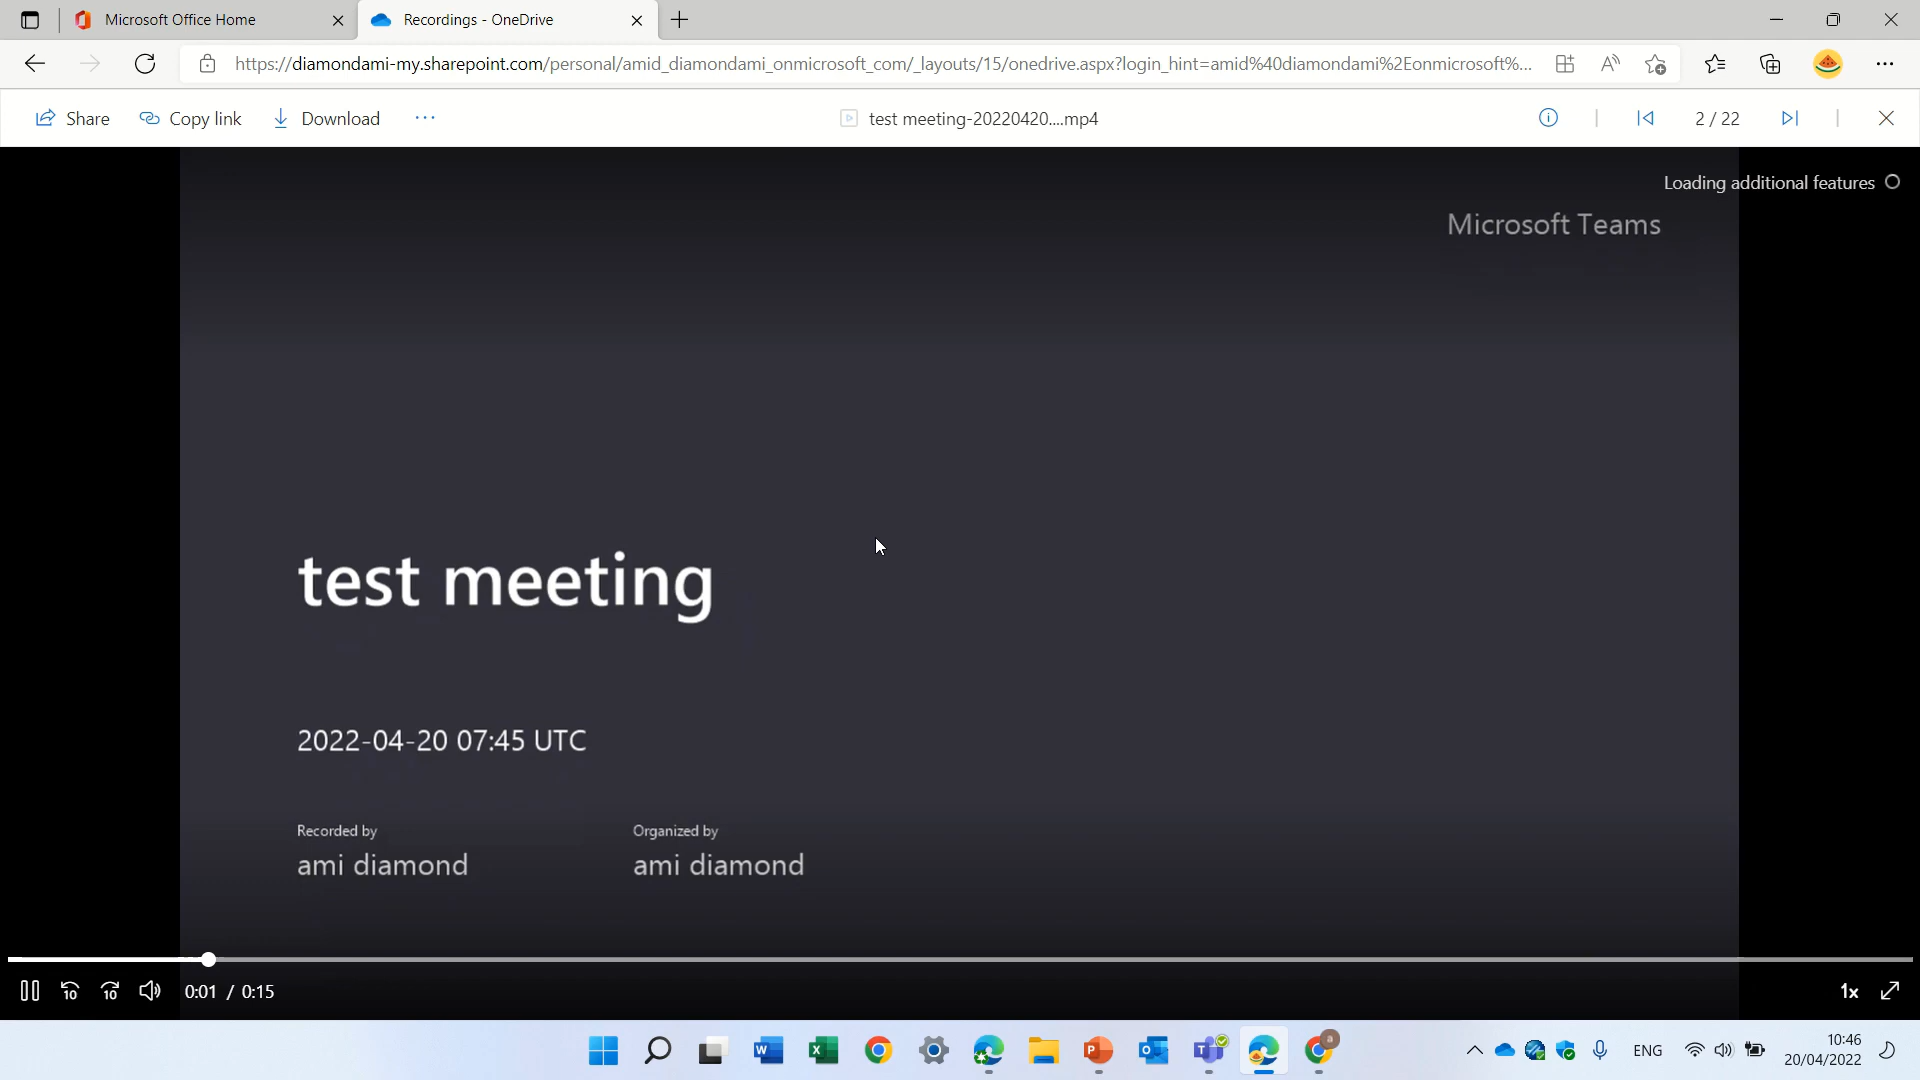 Microsoft Office Home
Recordings - OneDrive
https://diamondami-my.sharepoint.com/personal/amid_diamondami_onmicrosoft_com/_layouts/15/onedrive.aspx?login_hint=amid%40diamondami%2Eonmicrosoft%...
Share
Copy link
Download
test meeting-20220420....mp4
2 / 22
Loading additional features
Microsoft Teams
test meeting
2022-04-20 07:45 UTC
Recorded by
Organized by
ami diamond
ami diamond
10
10
0:01 / 0:15
1x
ENG
10:46
20/04/2022